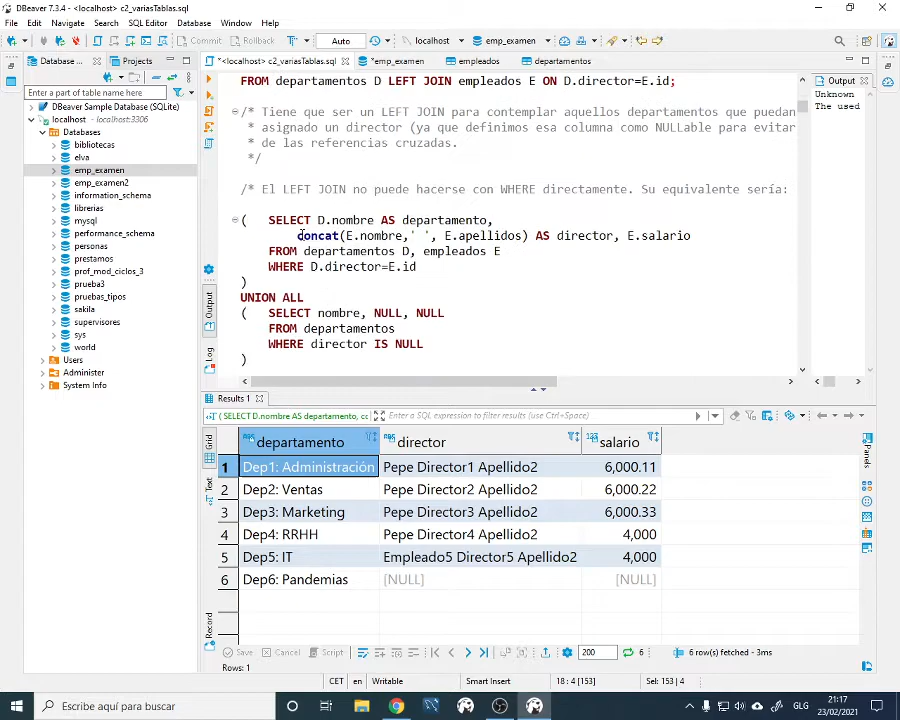 DBeaver 7.3.4 - <localhost> c2_variasTablas.sql
File Edit Navigate Search SQL Editor Database Window Help
Commit Rollback Auto localhost emp_examen
Database ... Projects
*<localhost> c2_variasTablas.sql *emp_examen empleados departamentos
Output
Enter a part of table name here
DBeaver Sample Database (SQLite)
localhost localhost:3306
Databases
bibliotecas
elva
emp_examen
emp_examen2
information_schema
librerias
mysql
performance_schema
personas
prestamos
prof_mod_ciclos_3
prueba3
pruebas_tipos
sakila
supervisores
sys
world
Users
Administer
System Info
FROM departamentos D LEFT JOIN empleados E ON D.director=E.id;
/* Tiene que ser un LEFT JOIN para contemplar aquellos departamentos que puedan
* asignado un director (ya que definimos esa columna como NULLable para evitar
* de las referencias cruzadas.
*/
/* El LEFT JOIN no puede hacerse con WHERE directamente. Su equivalente sería:
( SELECT D.nombre AS departamento,
concat(E.nombre,' ', E.apellidos) AS director, E.salario
FROM departamentos D, empleados E
WHERE D.director=E.id
)
UNION ALL
( SELECT nombre, NULL, NULL
FROM departamentos
WHERE director IS NULL
)
Unknown
The used
Output
Log
Results 1
(SELECT D.nombre AS departamento, cc Enter a SQL expression to filter results (use Ctrl+Space)
Grid
Text
Record
Panels
departamento director salario
1 Dep1: Administración Pepe Director1 Apellido2 6,000.11
2 Dep2: Ventas Pepe Director2 Apellido2 6,000.22
3 Dep3: Marketing Pepe Director3 Apellido2 6,000.33
4 Dep4: RRHH Pepe Director4 Apellido2 4,000
5 Dep5: IT Empleado5 Director5 Apellido2 4,000
6 Dep6: Pandemias [NULL] [NULL]
Save Cancel Script 200 6 6 row(s) fetched - 3ms
Rows: 1
CET en Writable Smart Insert 18 : 4 [153] Sel: 153 | 4
Escribe aquí para buscar
GLG
21:17
23/02/2021